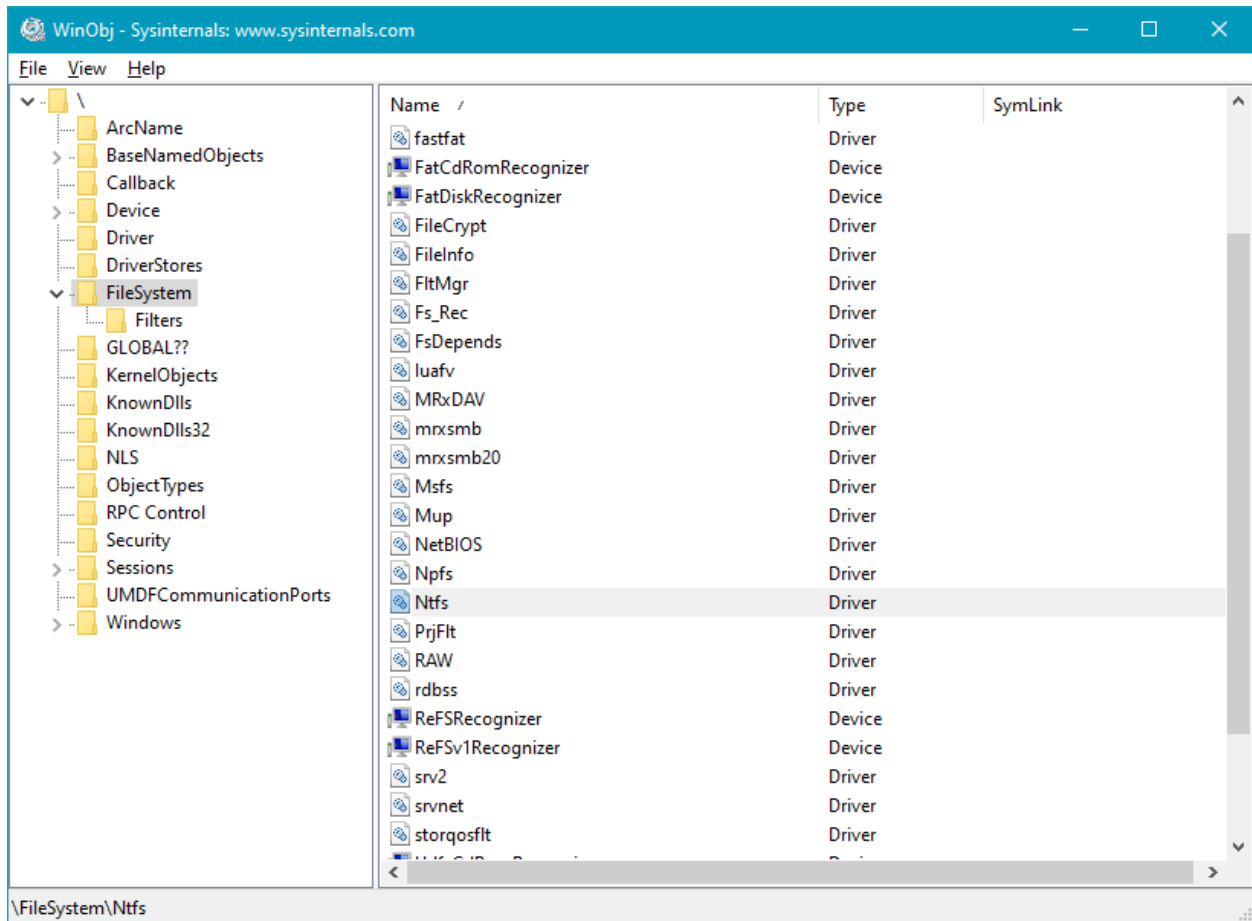 WinObj - Sysinternals: www.sysinternals.com
File View Help
\
ArcName
BaseNamedObjects
Callback
Device
Driver
DriverStores
FileSystem
Filters
GLOBAL??
KernelObjects
KnownDlls
KnownDlls32
NLS
ObjectTypes
RPC Control
Security
Sessions
UMDFCommunicationPorts
Windows
Name Type SymLink
fastfat Driver
FatCdRomRecognizer Device
FatDiskRecognizer Device
FileCrypt Driver
FileInfo Driver
FltMgr Driver
Fs_Rec Driver
FsDepends Driver
luafv Driver
MRxDAV Driver
mrxsmb Driver
mrxsmb20 Driver
Msfs Driver
Mup Driver
NetBIOS Driver
Npfs Driver
Ntfs Driver
PrjFlt Driver
RAW Driver
rdbss Driver
ReFSRecognizer Device
ReFSv1Recognizer Device
srv2 Driver
srvnet Driver
storqosflt Driver
\FileSystem\Ntfs